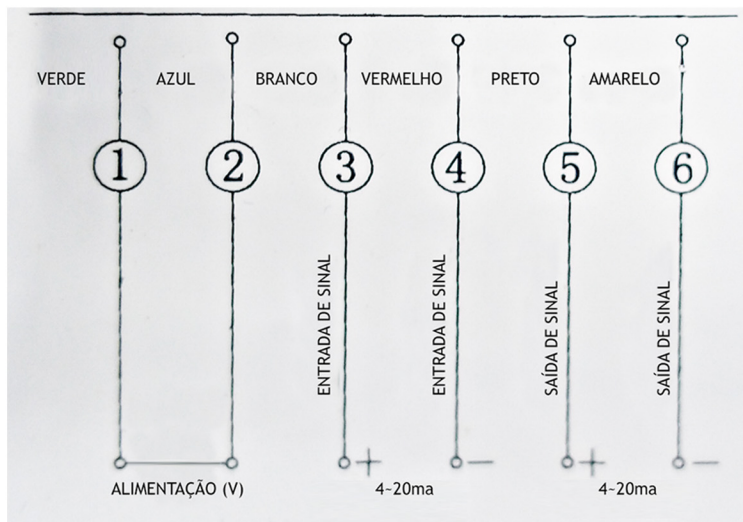 VERDE AZUL BRANCO VERMELHO PRETO AMARELO
1 2 3 4 5 6
ENTRADA DE SINAL
ENTRADA DE SINAL
SAÍDA DE SINAL
SAÍDA DE SINAL
+ − + −
ALIMENTAÇÃO (V) 4~20ma 4~20ma